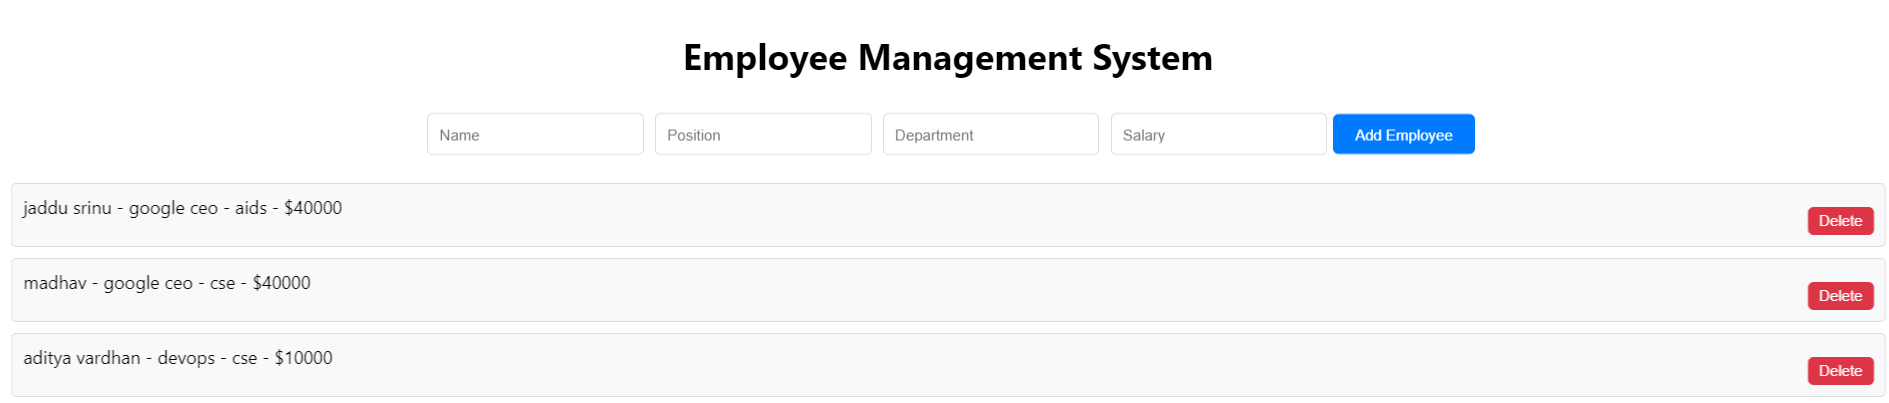 Employee Management System
Name Position Department Salary Add Employee
jaddu srinu - google ceo - aids - $40000
Delete
madhav - google ceo - cse - $40000
Delete
aditya vardhan - devops - cse - $10000
Delete